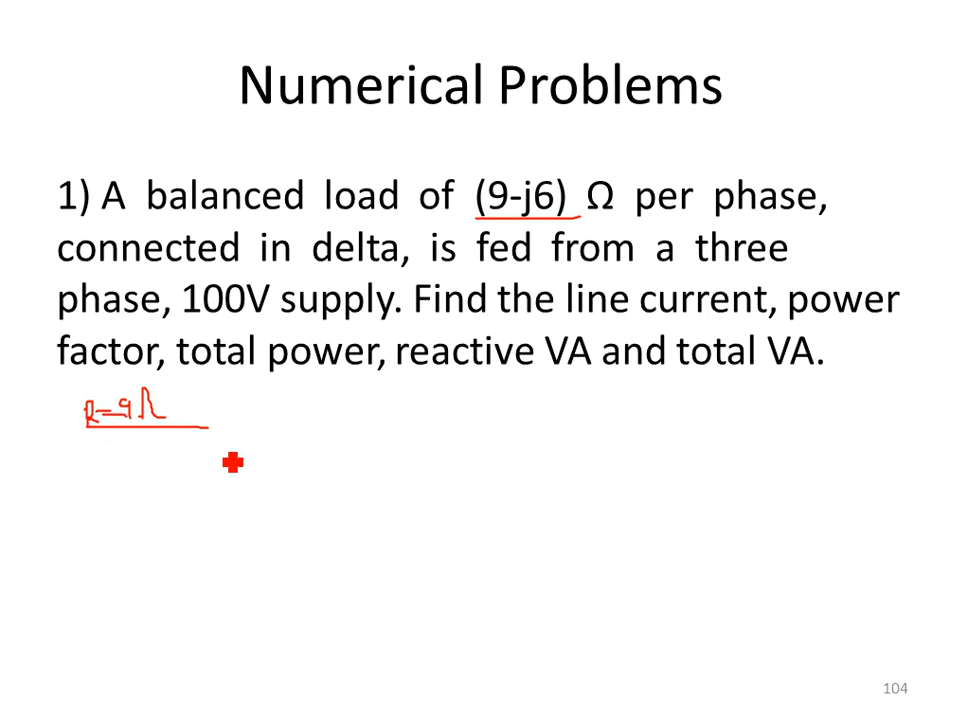 Numerical Problems
1) A balanced load of (9-j6) Ω per phase,
connected in delta, is fed from a three
phase, 100V supply. Find the line current, power
factor, total power, reactive VA and total VA.
R=9Ω
104